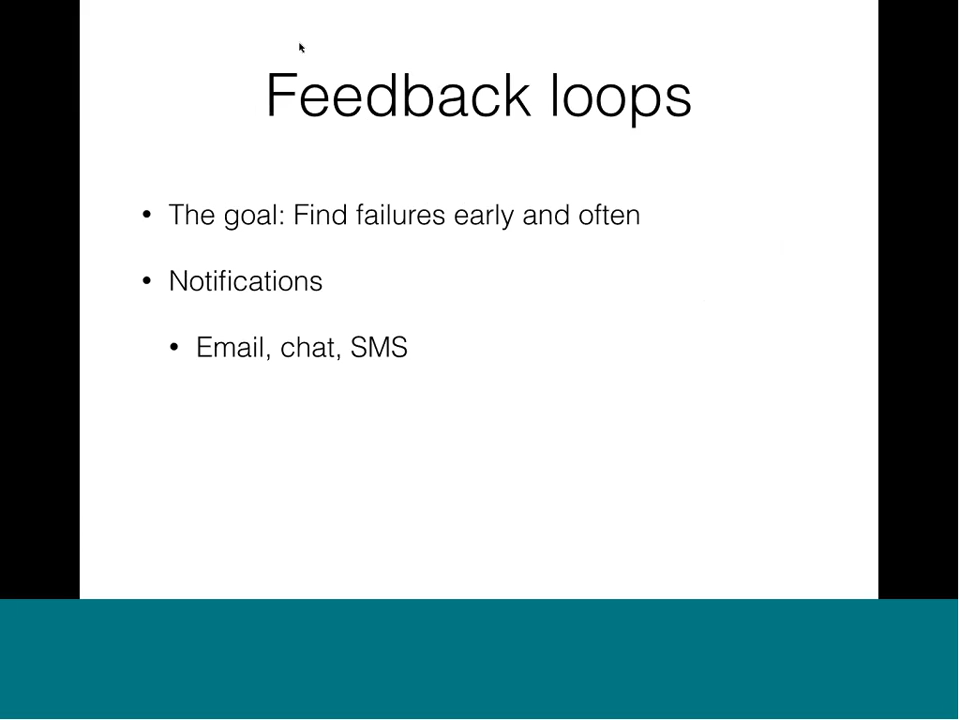 Feedback loops
• The goal: Find failures early and often
• Notifications
• Email, chat, SMS